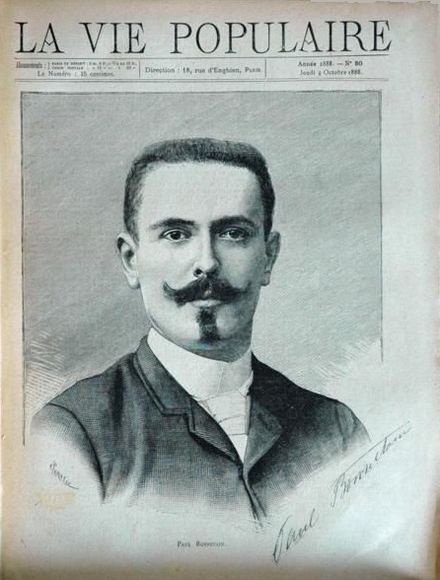 LA VIE POPULAIRE
Abonnements :
Le Numéro : 15 centimes.
Direction : 18, rue d'Enghien, PARIS
Année 1888. — N° 80
Jeudi 4 Octobre 1888.
PAUL BONNETAIN.
Paul Bonnetain